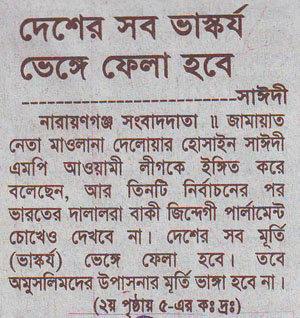 দেশের সব ভাস্কর্য
ভেঙ্গে ফেলা হবে
----------------------সাঈদী
নারায়ণগঞ্জ সংবাদদাতা ॥ জামায়াত
নেতা মাওলানা দেলোয়ার হোসাইন সাঈদী
এমপি আওয়ামী লীগকে ইঙ্গিত করে
বলেছেন, আর তিনটি নির্বাচনের পর
ভারতের দালালরা বাকী জিন্দেগী পার্লামেন্ট
চোখেও দেখবে না। দেশের সব মূর্তি
(ভাস্কর্য) ভেঙ্গে ফেলা হবে। তবে
অমুসলিমদের উপাসনার মূর্তি ভাঙ্গা হবে না।
(২য় পৃষ্ঠায় ৫-এর কঃ দ্রঃ)